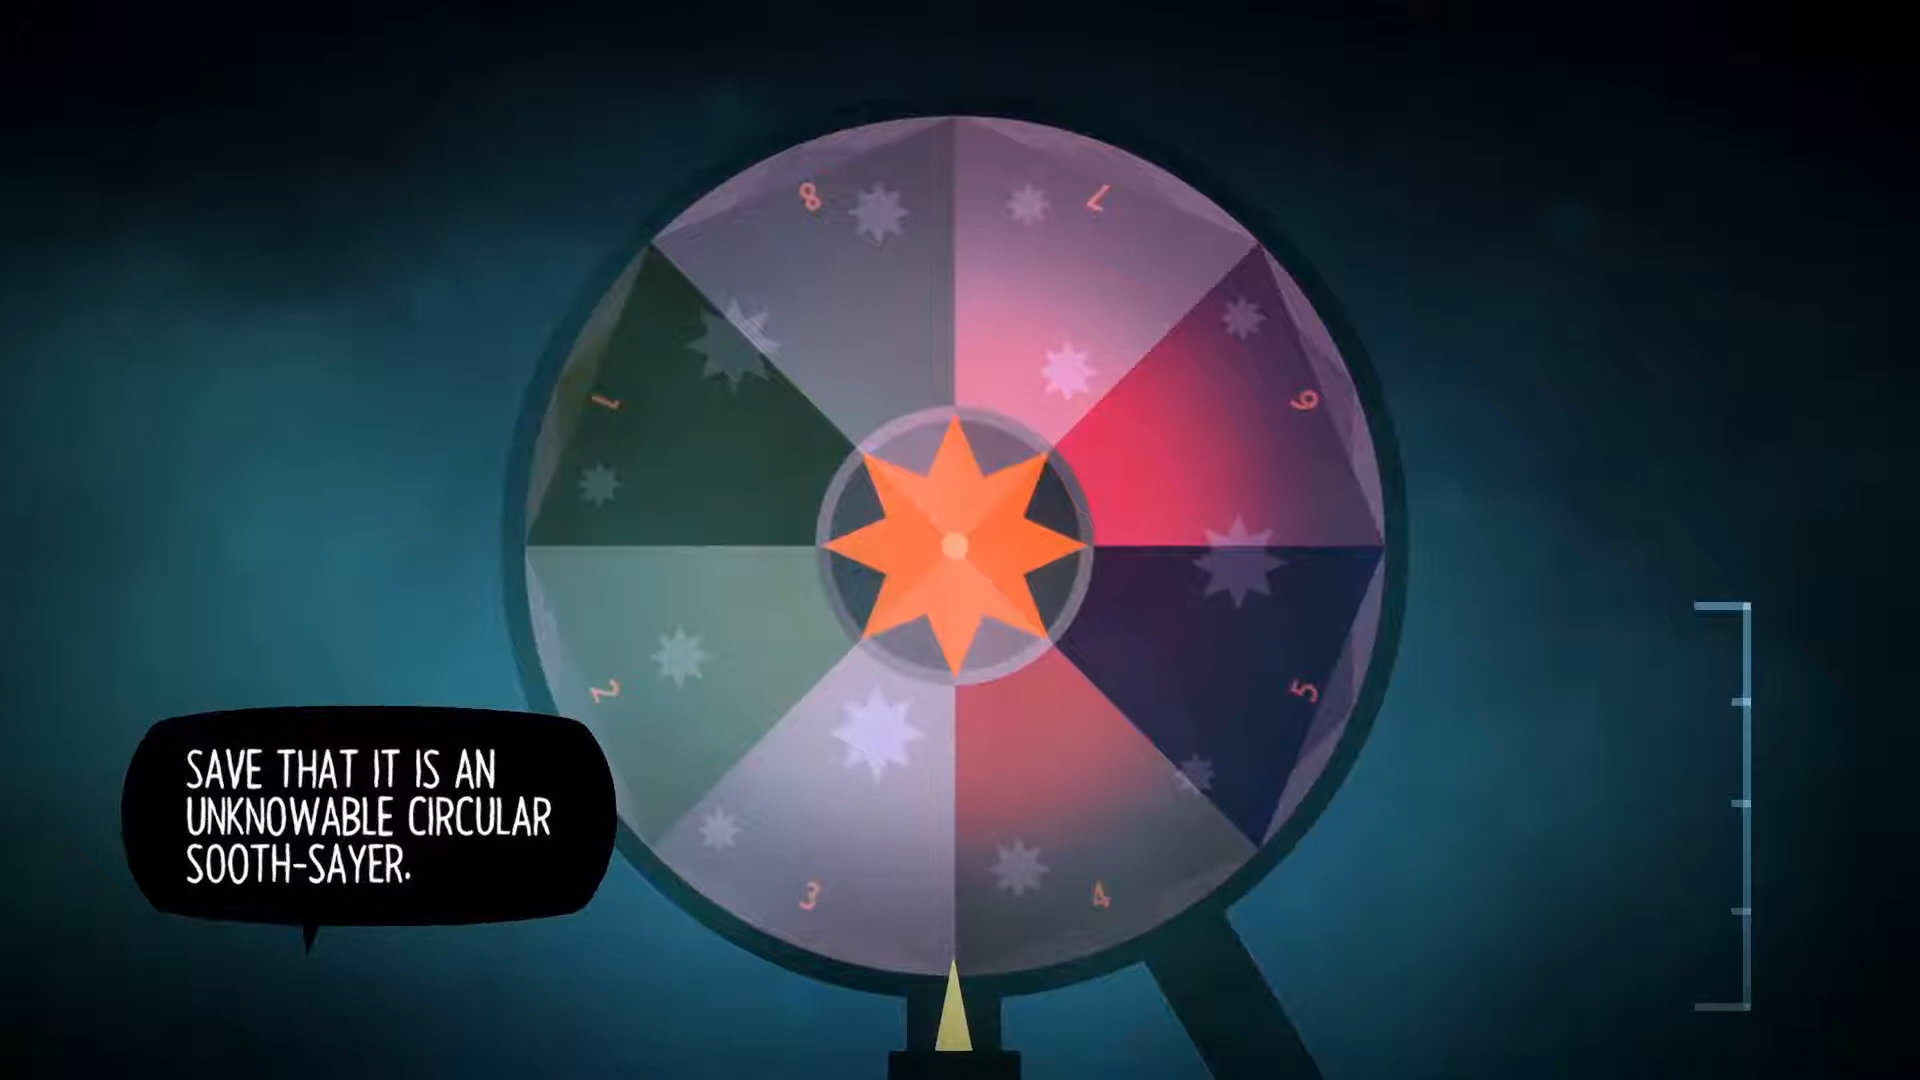 8
7
1
6
2
5
3
4
SAVE THAT IT IS AN
UNKNOWABLE CIRCULAR
SOOTH-SAYER.